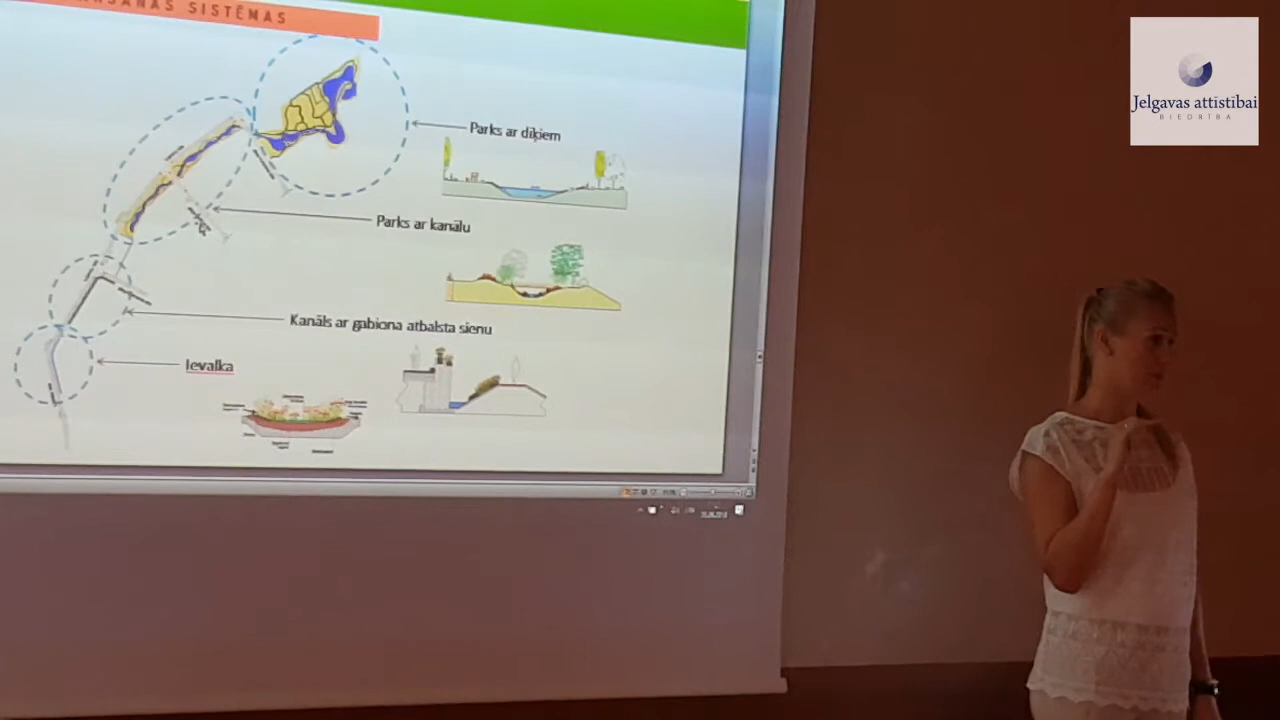 SISTĒMAS
Jelgavas attīstībai
BIEDRĪBA
Parks ar dīķiem
Parks ar kanālu
Kanāls ar gabiona atbalsta sienu
Ievalka